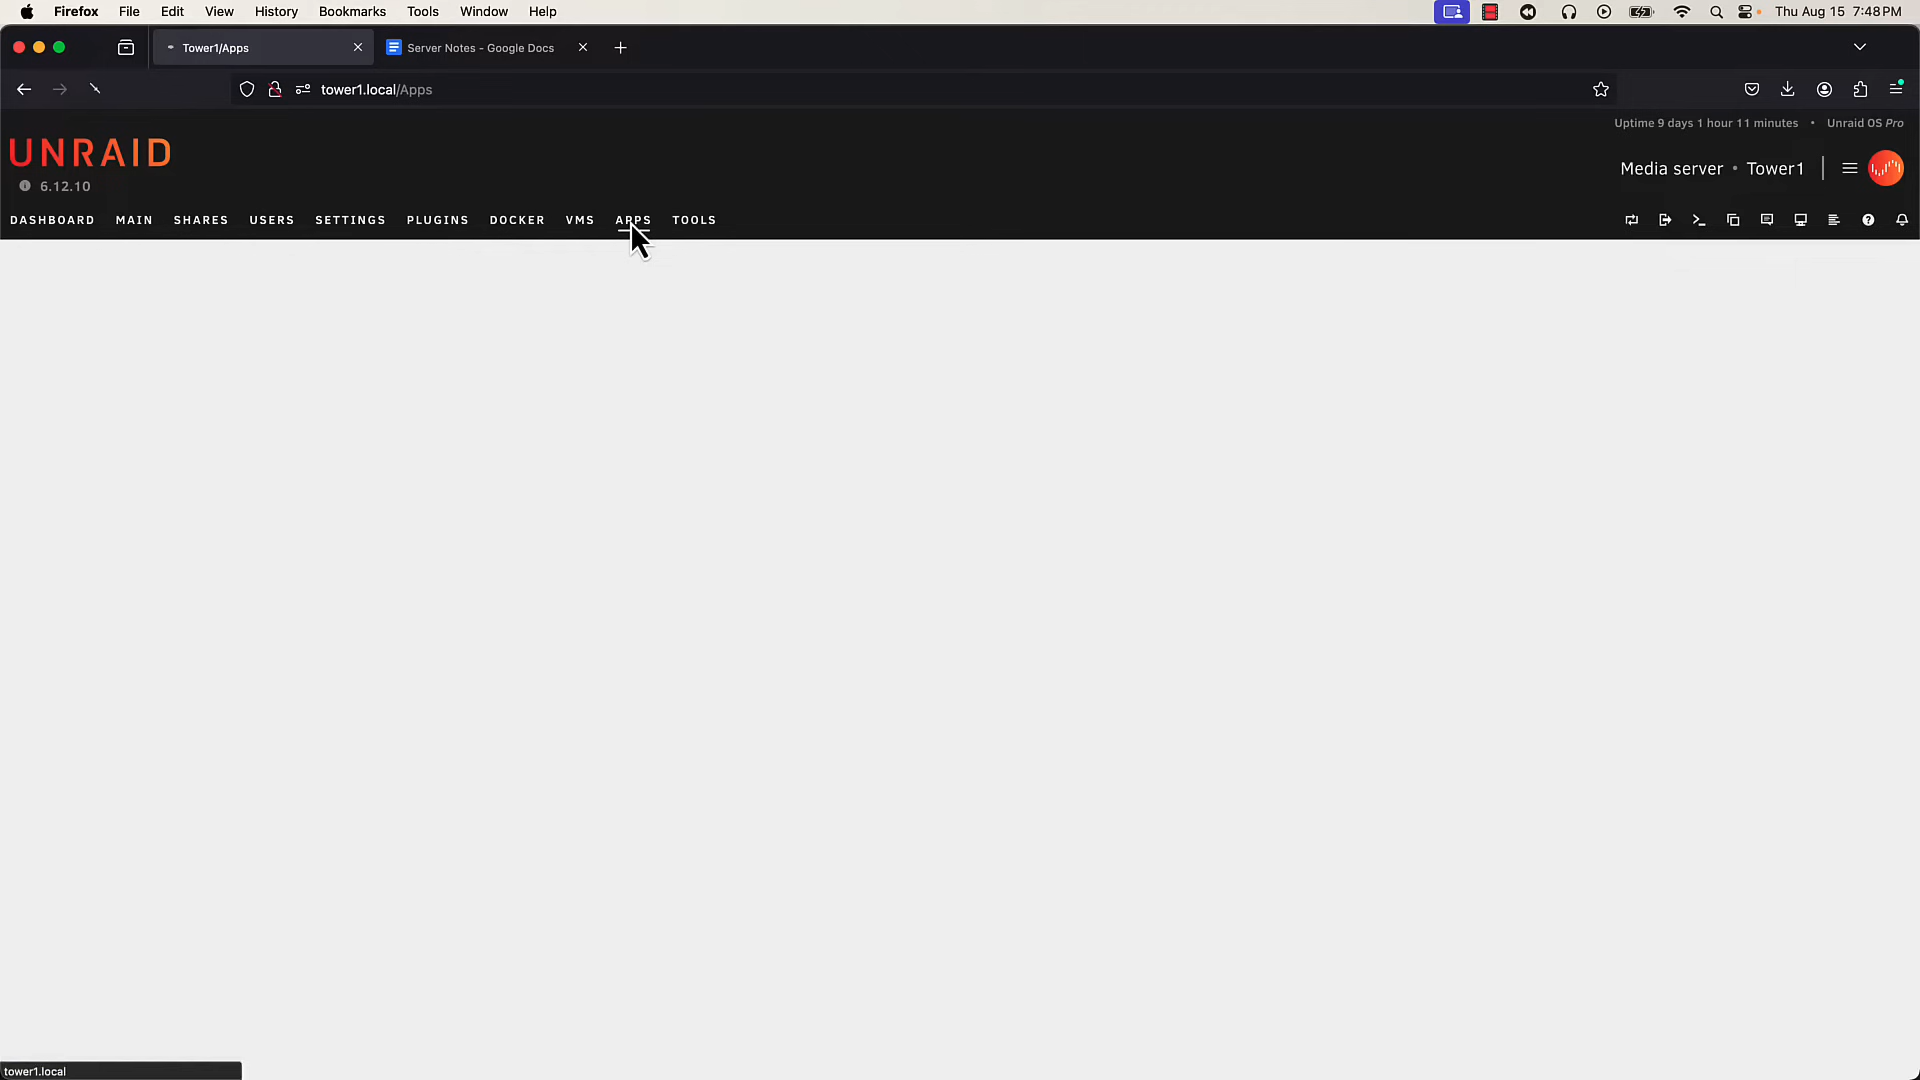 Firefox File Edit View History Bookmarks Tools Window Help Thu Aug 15 7:48 PM
Tower1/Apps Server Notes - Google Docs
tower1.local/Apps
Uptime 9 days 1 hour 11 minutes • Unraid OS Pro
UNRAID
Media server • Tower1
6.12.10
DASHBOARD MAIN SHARES USERS SETTINGS PLUGINS DOCKER VMS APPS TOOLS
tower1.local